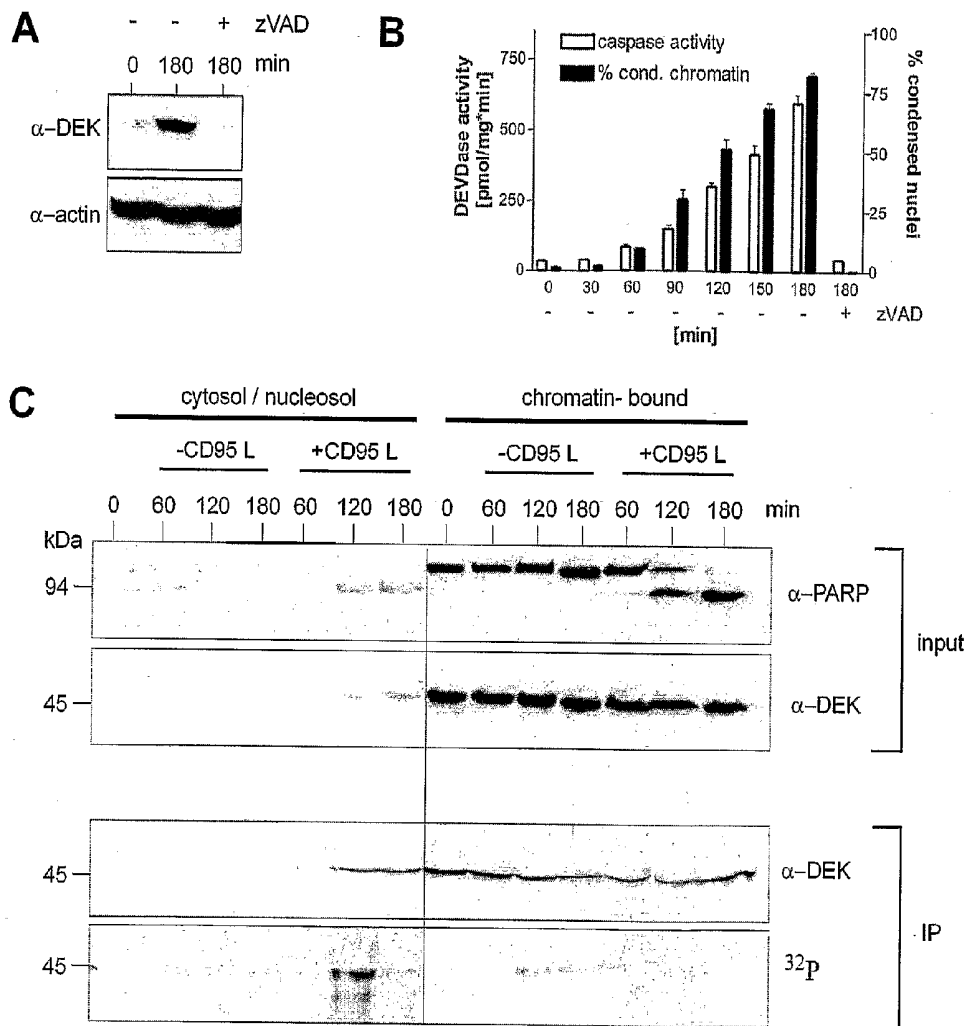 A
- - + zVAD
0 180 180 min
α–DEK
α–actin
B
caspase activity
% cond. chromatin
DEVDase activity
[pmol/mg*min]
750
500
250
0
100
75
50
25
0
% condensed nuclei
0 30 60 90 120 150 180 180
- - - - - - - + zVAD
[min]
C
cytosol / nucleosol chromatin- bound
-CD95 L +CD95 L -CD95 L +CD95 L
0 60 120 180 60 120 180 0 60 120 180 60 120 180 min
kDa
94 α–PARP
input
45 α–DEK
45 α–DEK
IP
45 32P